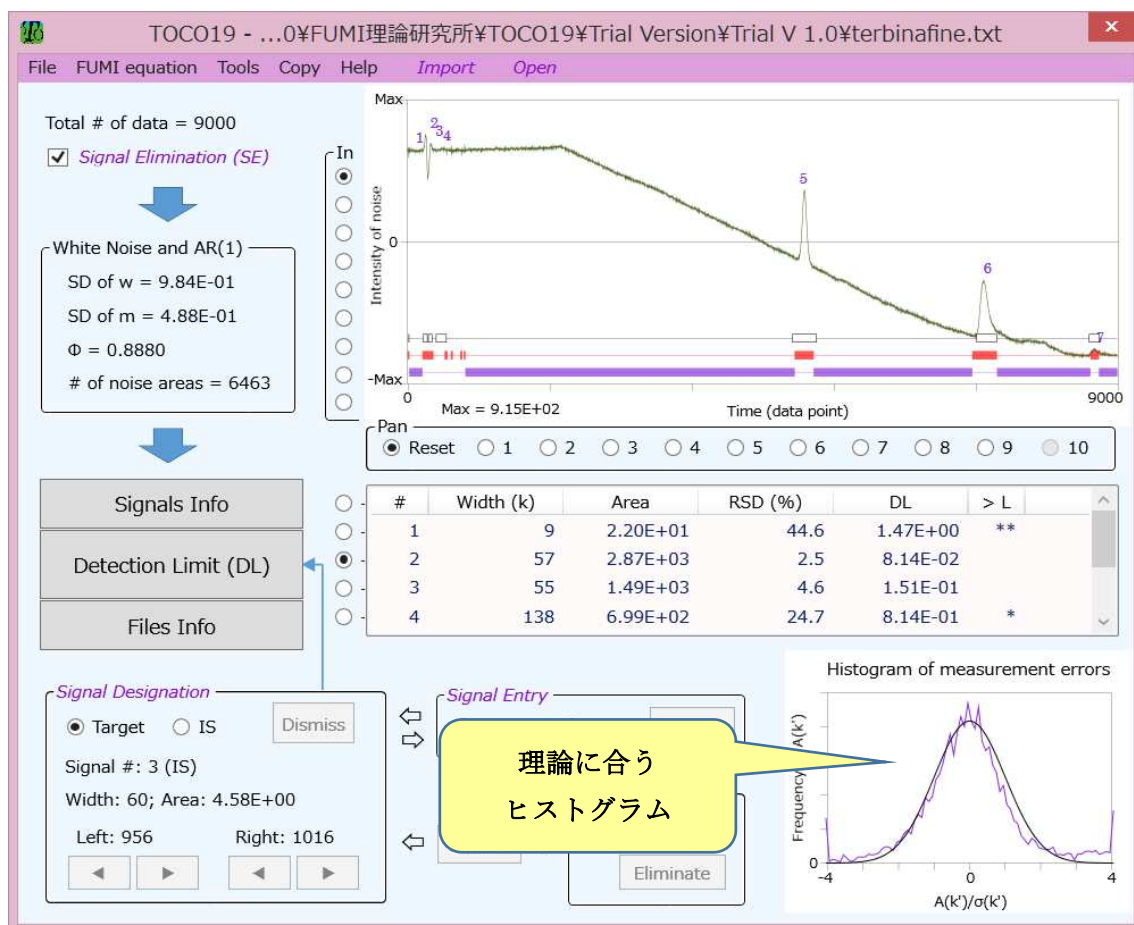 TOCO19 - ...0¥FUMI理論研究所¥TOCO19¥Trial Version¥Trial V 1.0¥terbinafine.txt
×
File FUMI equation Tools Copy Help Import Open
Total # of data = 9000
Signal Elimination (SE)
White Noise and AR(1)
SD of w = 9.84E-01
SD of m = 4.88E-01
Φ = 0.8880
# of noise areas = 6463
In
Max
Intensity of noise
0
-Max
1
2
3
4
5
6
7
0
Max = 9.15E+02
Time (data point)
9000
Pan
Reset 1 2 3 4 5 6 7 8 9 10
Signals Info
Detection Limit (DL)
Files Info
# Width (k) Area RSD (%) DL > L
1 9 2.20E+01 44.6 1.47E+00 **
2 57 2.87E+03 2.5 8.14E-02
3 55 1.49E+03 4.6 1.51E-01
4 138 6.99E+02 24.7 8.14E-01 *
Signal Designation
Target IS Dismiss
Signal #: 3 (IS)
Width: 60; Area: 4.58E+00
Left: 956 Right: 1016
Signal Entry
理論に合う
ヒストグラム
Eliminate
Histogram of measurement errors
Frequency
A(k')
0
-4 0 4
A(k')/σ(k')